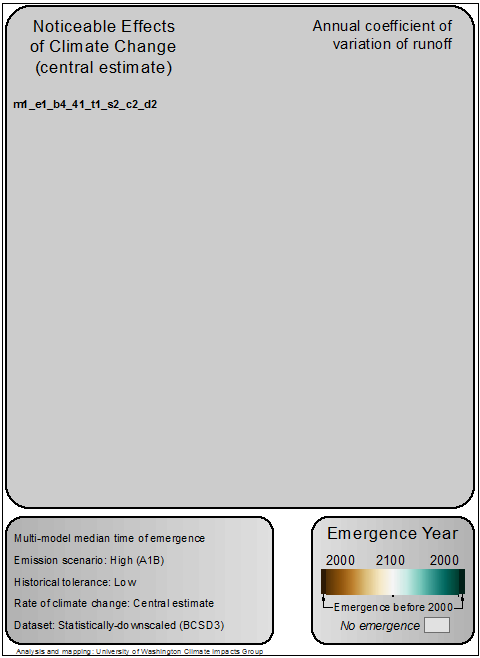 Noticeable Effects
of Climate Change
(central estimate)
Annual coefficient of
variation of runoff
m1_e1_b4_41_t1_s2_c2_d2
Multi-model median time of emergence
Emission scenario: High (A1B)
Historical tolerance: Low
Rate of climate change: Central estimate
Dataset: Statistically-downscaled (BCSD3)
Emergence Year
2000 2100 2000
Emergence before 2000
No emergence
Analysis and mapping: University of Washington Climate Impacts Group